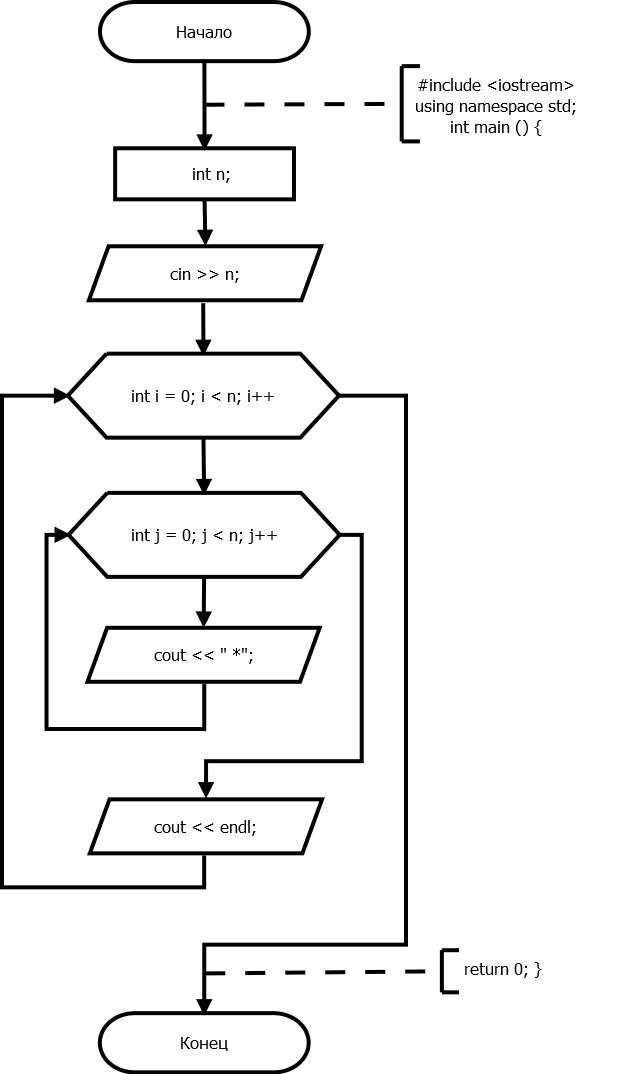 Начало
#include <iostream>
using namespace std;
int main () {
int n;
cin >> n;
int i = 0; i < n; i++
int j = 0; j < n; j++
cout << " *";
cout << endl;
return 0; }
Конец